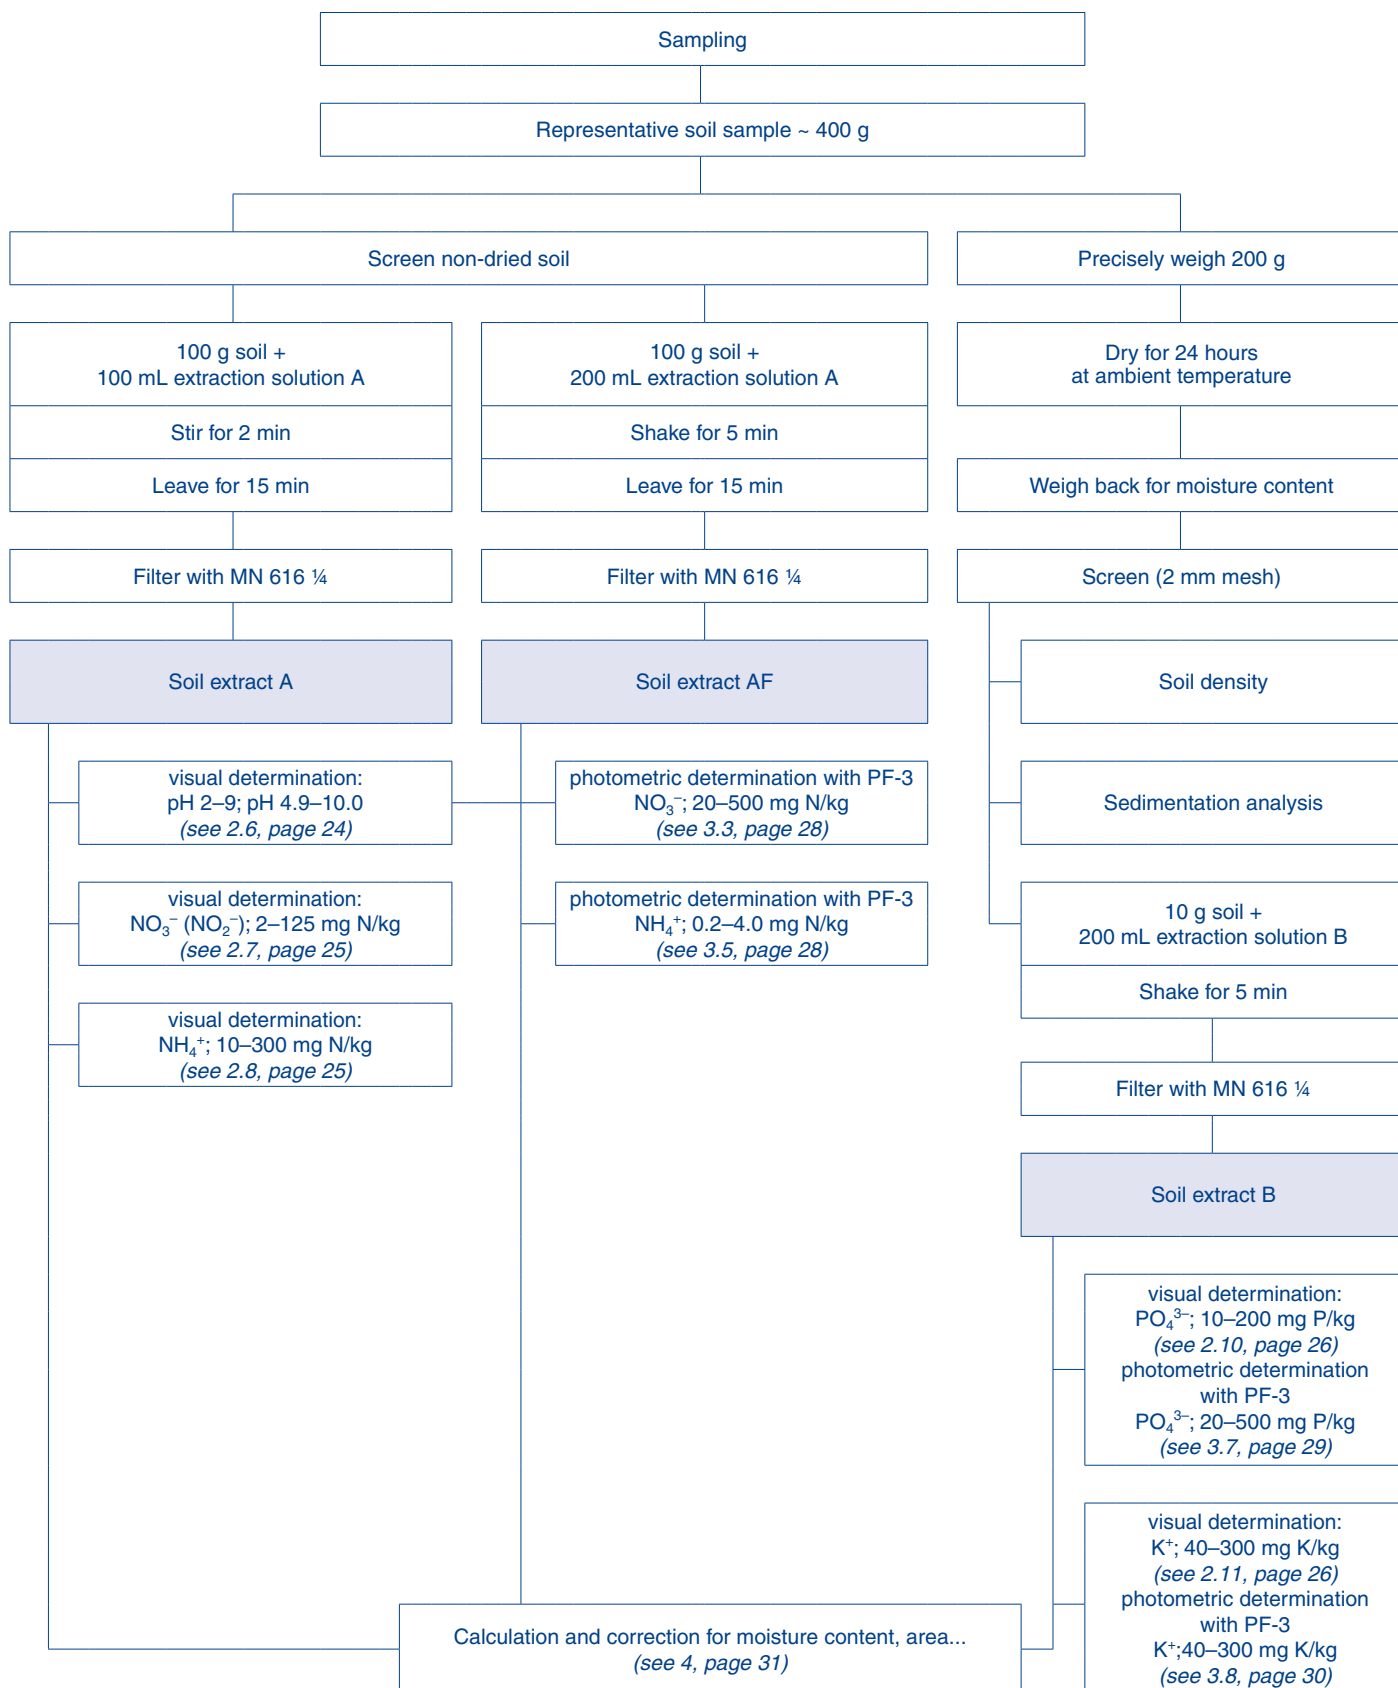 Sampling
Representative soil sample ~ 400 g
Screen non-dried soil
Precisely weigh 200 g
100 g soil +
100 mL extraction solution A
Stir for 2 min
Leave for 15 min
Filter with MN 616 ¼
Soil extract A
visual determination:
pH 2–9; pH 4.9–10.0
(see 2.6, page 24)
visual determination:
NO₃⁻ (NO₂⁻); 2–125 mg N/kg
(see 2.7, page 25)
visual determination:
NH₄⁺; 10–300 mg N/kg
(see 2.8, page 25)
100 g soil +
200 mL extraction solution A
Shake for 5 min
Leave for 15 min
Filter with MN 616 ¼
Soil extract AF
photometric determination with PF-3
NO₃⁻; 20–500 mg N/kg
(see 3.3, page 28)
photometric determination with PF-3
NH₄⁺; 0.2–4.0 mg N/kg
(see 3.5, page 28)
Dry for 24 hours
at ambient temperature
Weigh back for moisture content
Screen (2 mm mesh)
Soil density
Sedimentation analysis
10 g soil +
200 mL extraction solution B
Shake for 5 min
Filter with MN 616 ¼
Soil extract B
visual determination:
PO₄³⁻; 10–200 mg P/kg
(see 2.10, page 26)
photometric determination
with PF-3
PO₄³⁻; 20–500 mg P/kg
(see 3.7, page 29)
visual determination:
K⁺; 40–300 mg K/kg
(see 2.11, page 26)
photometric determination
with PF-3
K⁺;40–300 mg K/kg
(see 3.8, page 30)
Calculation and correction for moisture content, area...
(see 4, page 31)